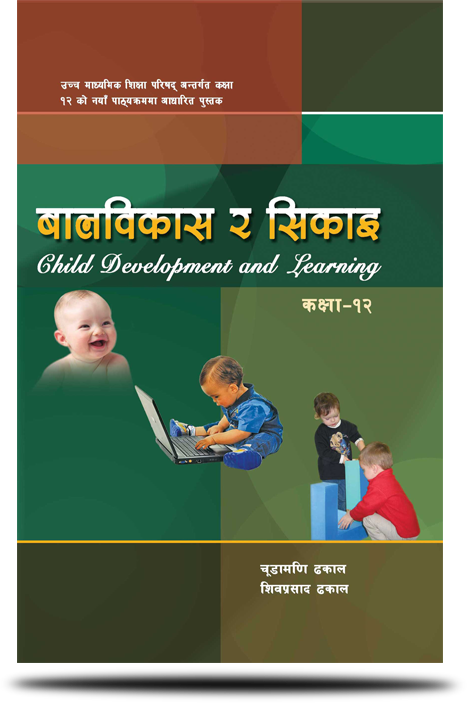 उच्च माध्यमिक शिक्षा परिषद् अन्तर्गत कक्षा
१२ को नयाँ पाठ्यक्रममा आधारित पुस्तक
बालविकास र सिकाइ
Child Development and Learning
कक्षा-१२
चूडामणि ढकाल
शिवप्रसाद ढकाल